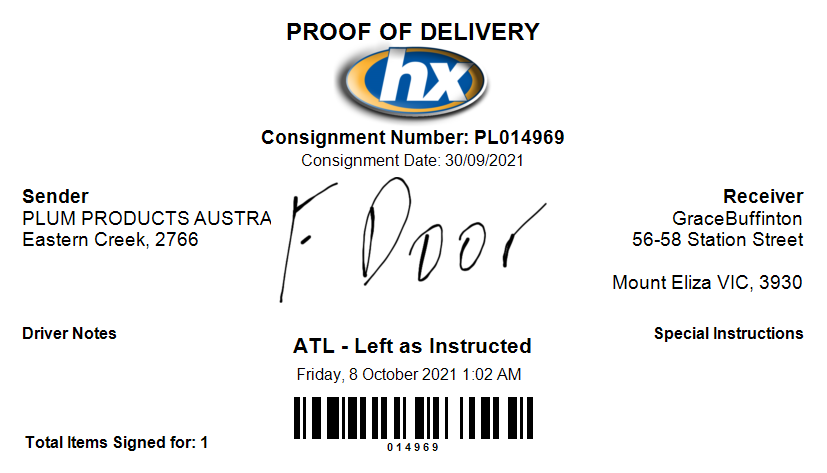 PROOF OF DELIVERY
hx
Consignment Number: PL014969
Consignment Date: 30/09/2021
Sender
PLUM PRODUCTS AUSTRA
Eastern Creek, 2766
F. Door
Receiver
GraceBuffinton
56-58 Station Street
Mount Eliza VIC, 3930
Driver Notes
Special Instructions
ATL - Left as Instructed
Friday, 8 October 2021 1:02 AM
014969
Total Items Signed for: 1